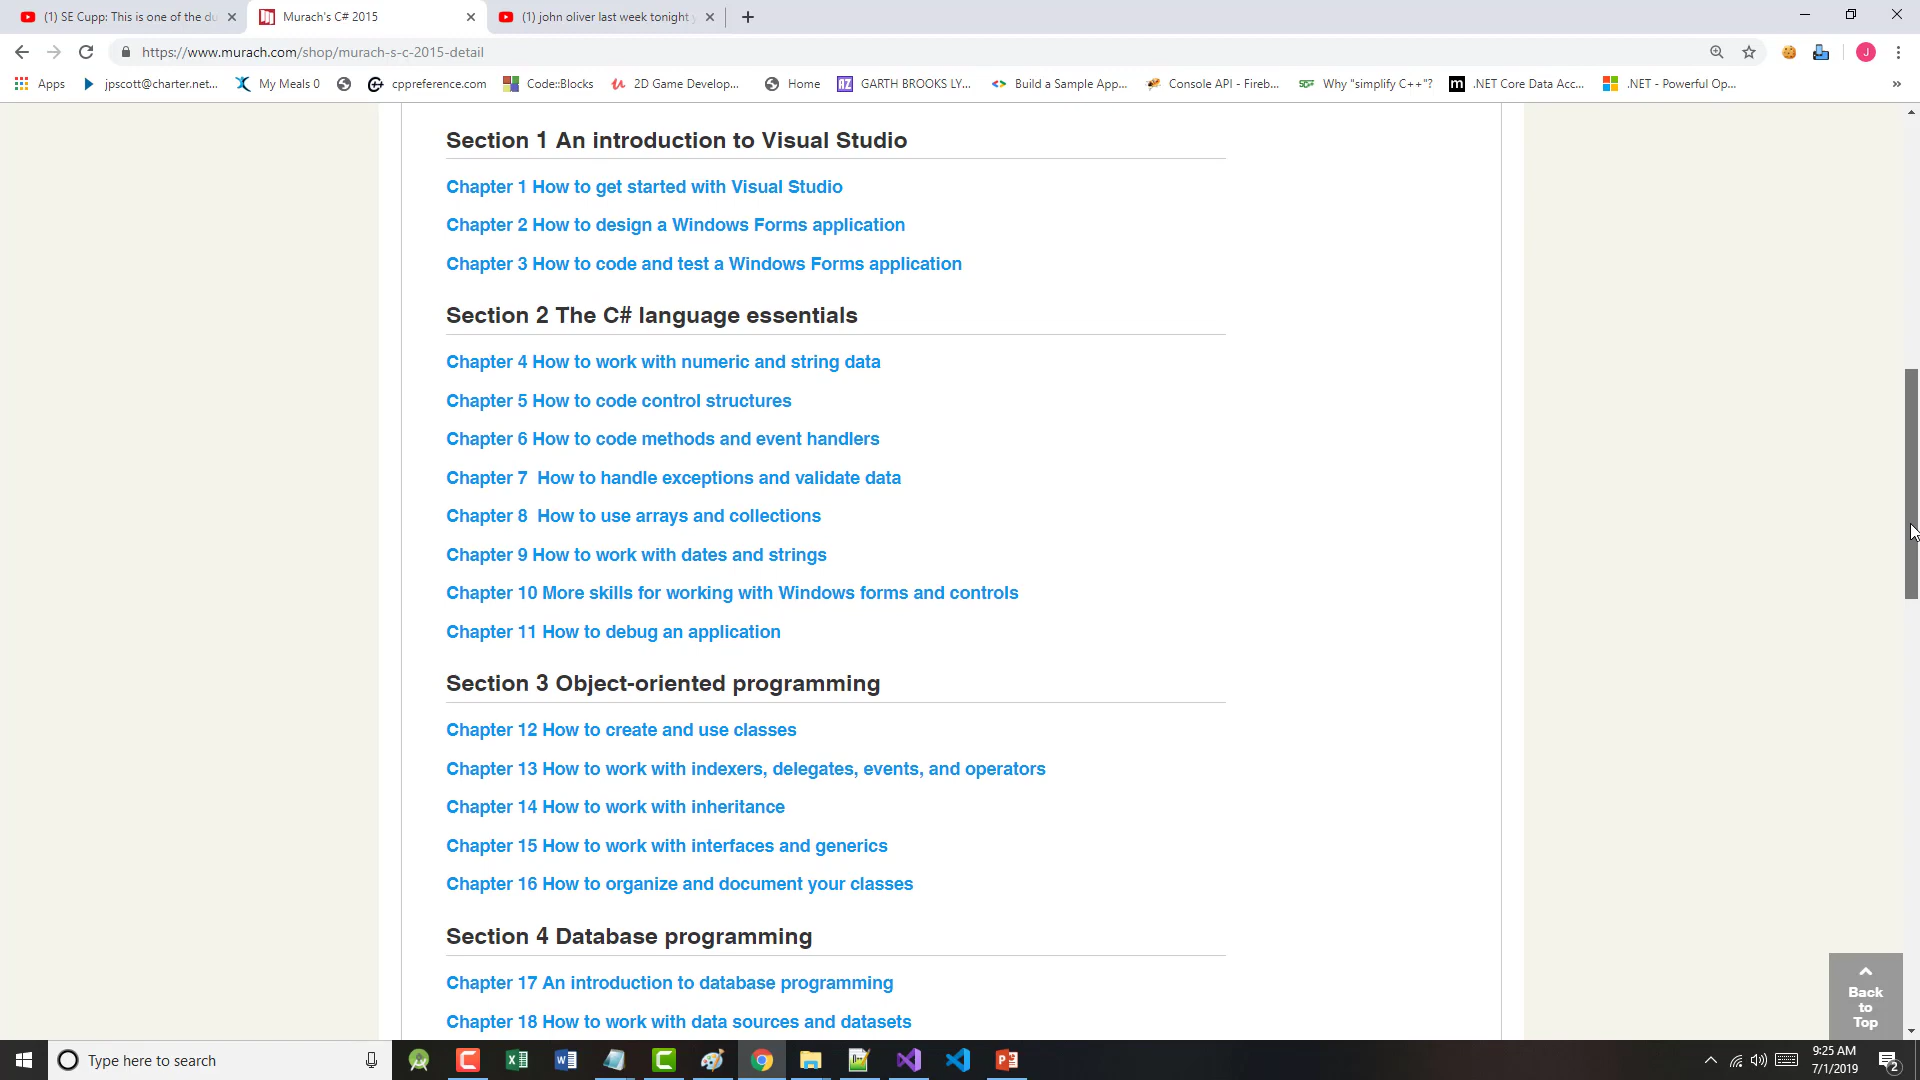 (1) SE Cupp: This is one of the du
Murach's C# 2015
(1) john oliver last week tonight
https://www.murach.com/shop/murach-s-c-2015-detail
J
Apps
jpscott@charter.net...
My Meals 0
cppreference.com
Code::Blocks
2D Game Develop...
Home
AZ
GARTH BROOKS LY...
Build a Sample App...
Console API - Fireb...
Why "simplify C++"?
m
.NET Core Data Acc...
.NET - Powerful Op...
Section 1 An introduction to Visual Studio
Chapter 1 How to get started with Visual Studio
Chapter 2 How to design a Windows Forms application
Chapter 3 How to code and test a Windows Forms application
Section 2 The C# language essentials
Chapter 4 How to work with numeric and string data
Chapter 5 How to code control structures
Chapter 6 How to code methods and event handlers
Chapter 7 How to handle exceptions and validate data
Chapter 8 How to use arrays and collections
Chapter 9 How to work with dates and strings
Chapter 10 More skills for working with Windows forms and controls
Chapter 11 How to debug an application
Section 3 Object-oriented programming
Chapter 12 How to create and use classes
Chapter 13 How to work with indexers, delegates, events, and operators
Chapter 14 How to work with inheritance
Chapter 15 How to work with interfaces and generics
Chapter 16 How to organize and document your classes
Section 4 Database programming
Chapter 17 An introduction to database programming
Chapter 18 How to work with data sources and datasets
Back
to
Top
Type here to search
9:25 AM
7/1/2019
2